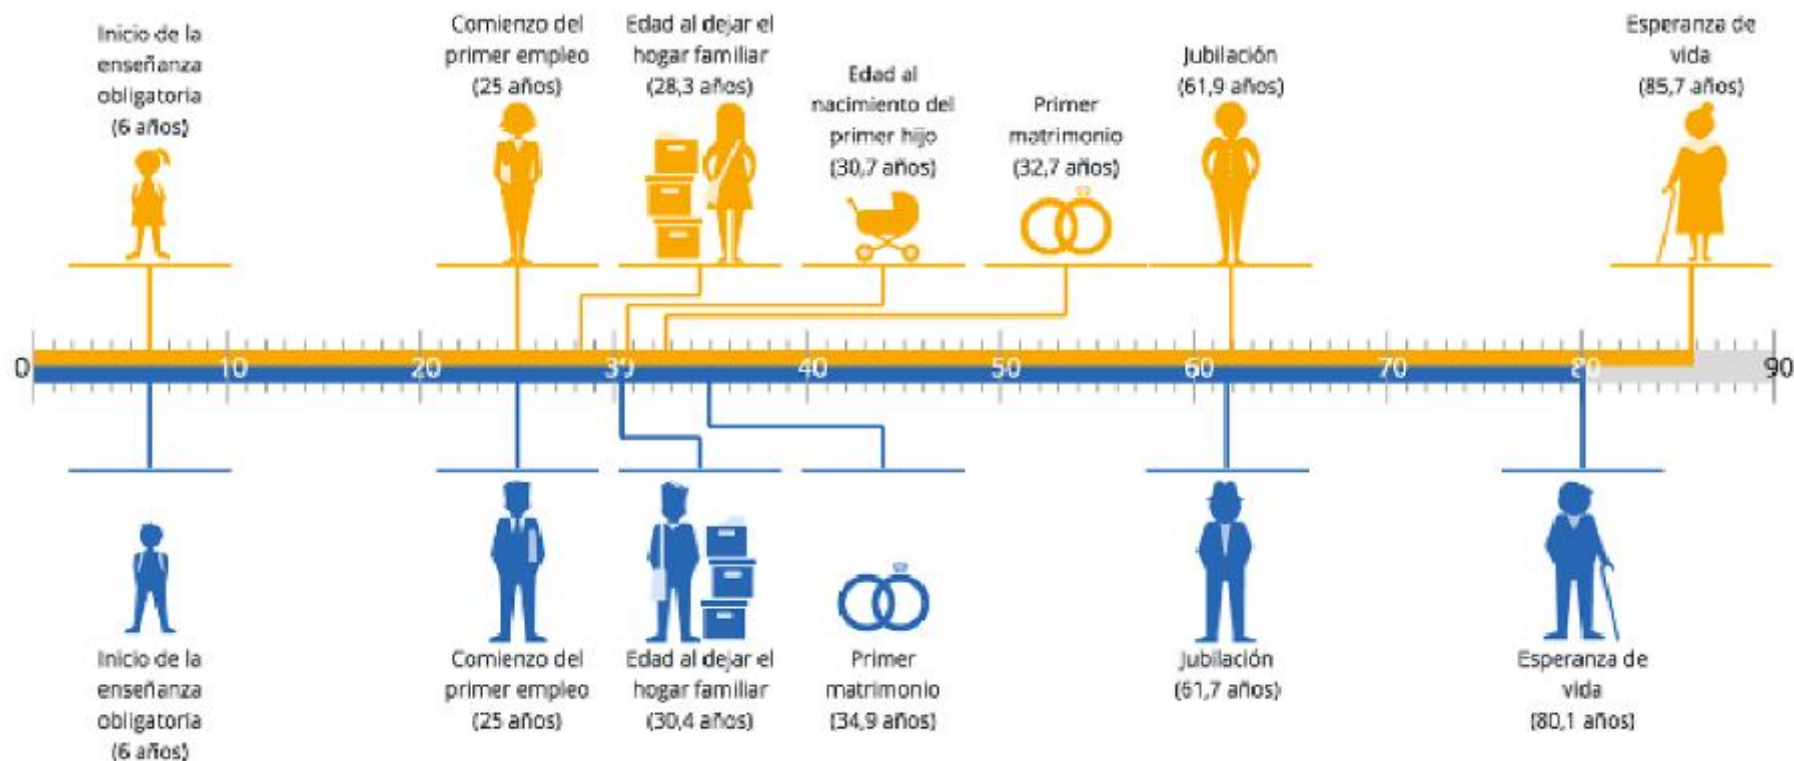 Inicio de la
enseñanza
obligatoria
(6 años)
Comienzo del
primer empleo
(25 años)
Edad al dejar el
hogar familiar
(28,3 años)
Edad al
nacimiento del
primer hijo
(30,7 años)
Primer
matrimonio
(32,7 años)
Jubilación
(61,9 años)
Esperanza de
vida
(85,7 años)
0 10 20 30 40 50 60 70 80 90
Inicio de la
enseñanza
obligatoria
(6 años)
Comienzo del
primer empleo
(25 años)
Edad al dejar el
hogar familiar
(30,4 años)
Primer
matrimonio
(34,9 años)
Jubilación
(61,7 años)
Esperanza de
vida
(80,1 años)